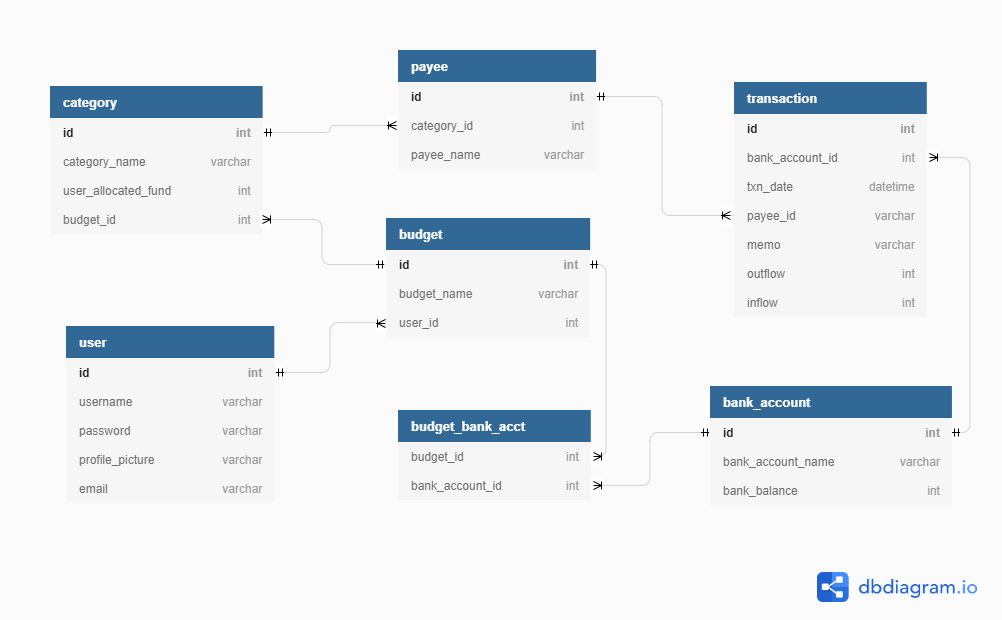 category
id int
category_name varchar
user_allocated_fund int
budget_id int
payee
id int
category_id int
payee_name varchar
transaction
id int
bank_account_id int
txn_date datetime
payee_id varchar
memo varchar
outflow int
inflow int
budget
id int
budget_name varchar
user_id int
user
id int
username varchar
password varchar
profile_picture varchar
email varchar
budget_bank_acct
budget_id int
bank_account_id int
bank_account
id int
bank_account_name varchar
bank_balance int
dbdiagram.io